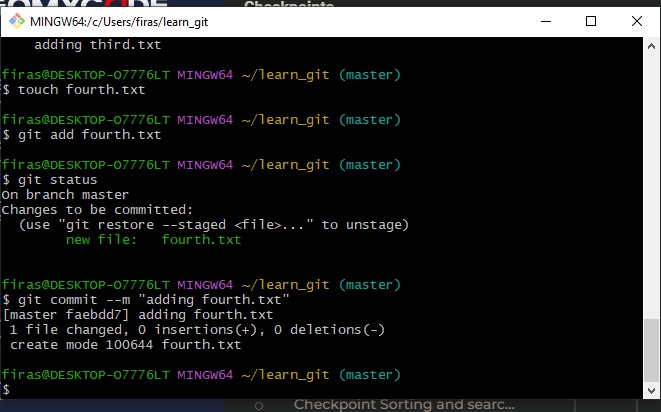 Checkpoints
MINGW64:/c/Users/firas/learn_git
adding third.txt
firas@DESKTOP-O7776LT MINGW64 ~/learn_git (master)
$ touch fourth.txt
firas@DESKTOP-O7776LT MINGW64 ~/learn_git (master)
$ git add fourth.txt
firas@DESKTOP-O7776LT MINGW64 ~/learn_git (master)
$ git status
On branch master
Changes to be committed:
(use "git restore --staged <file>..." to unstage)
new file: fourth.txt
firas@DESKTOP-O7776LT MINGW64 ~/learn_git (master)
$ git commit --m "adding fourth.txt"
[master faebdd7] adding fourth.txt
1 file changed, 0 insertions(+), 0 deletions(-)
create mode 100644 fourth.txt
firas@DESKTOP-O7776LT MINGW64 ~/learn_git (master)
$
Checkpoint Sorting and searc...